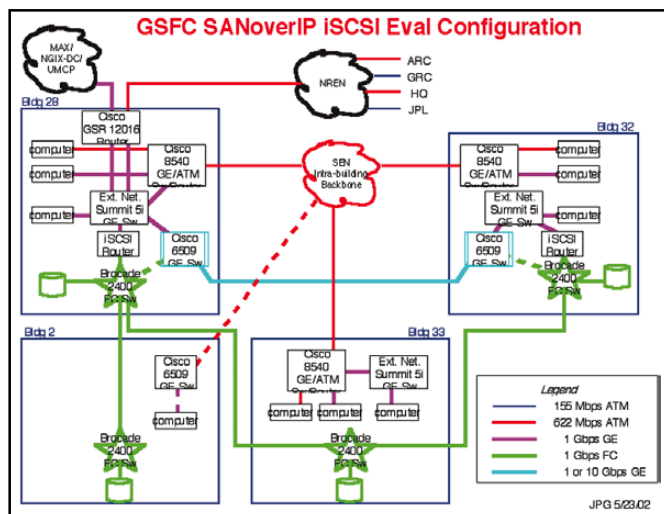 GSFC SANoverIP iSCSI Eval Configuration
MAX/
NGIX-DC/
UMCP
NREN
ARC
GRC
HQ
JPL
Bldg 28
Cisco
GSR 12016
Router
computer
computer
computer
Cisco
8540
GE/ATM
Sw/Router
Ext. Net.
Summit 5i
GE Sw
iSCSI
Router
Cisco
6509
GE Sw
Brocade
2400
FC Sw
SEN
Intra-building
Backbone
Bldg 32
Cisco
8540
GE/ATM
Sw/Router
computer
computer
Ext. Net.
Summit 5i
GE Sw
computer
Cisco
6509
GE Sw
iSCSI
Router
Brocade
2400
FC Sw
Bldg 2
Cisco
6509
GE Sw
computer
Brocade
2400
FC Sw
Bldg 33
Cisco
8540
GE/ATM
Sw/Router
Ext. Net.
Summit 5i
GE Sw
computer
computer
computer
Brocade
2400
FC Sw
Legend
155 Mbps ATM
622 Mbps ATM
1 Gbps GE
1 Gbps FC
1 or 10 Gbps GE
JPG 5/23/02